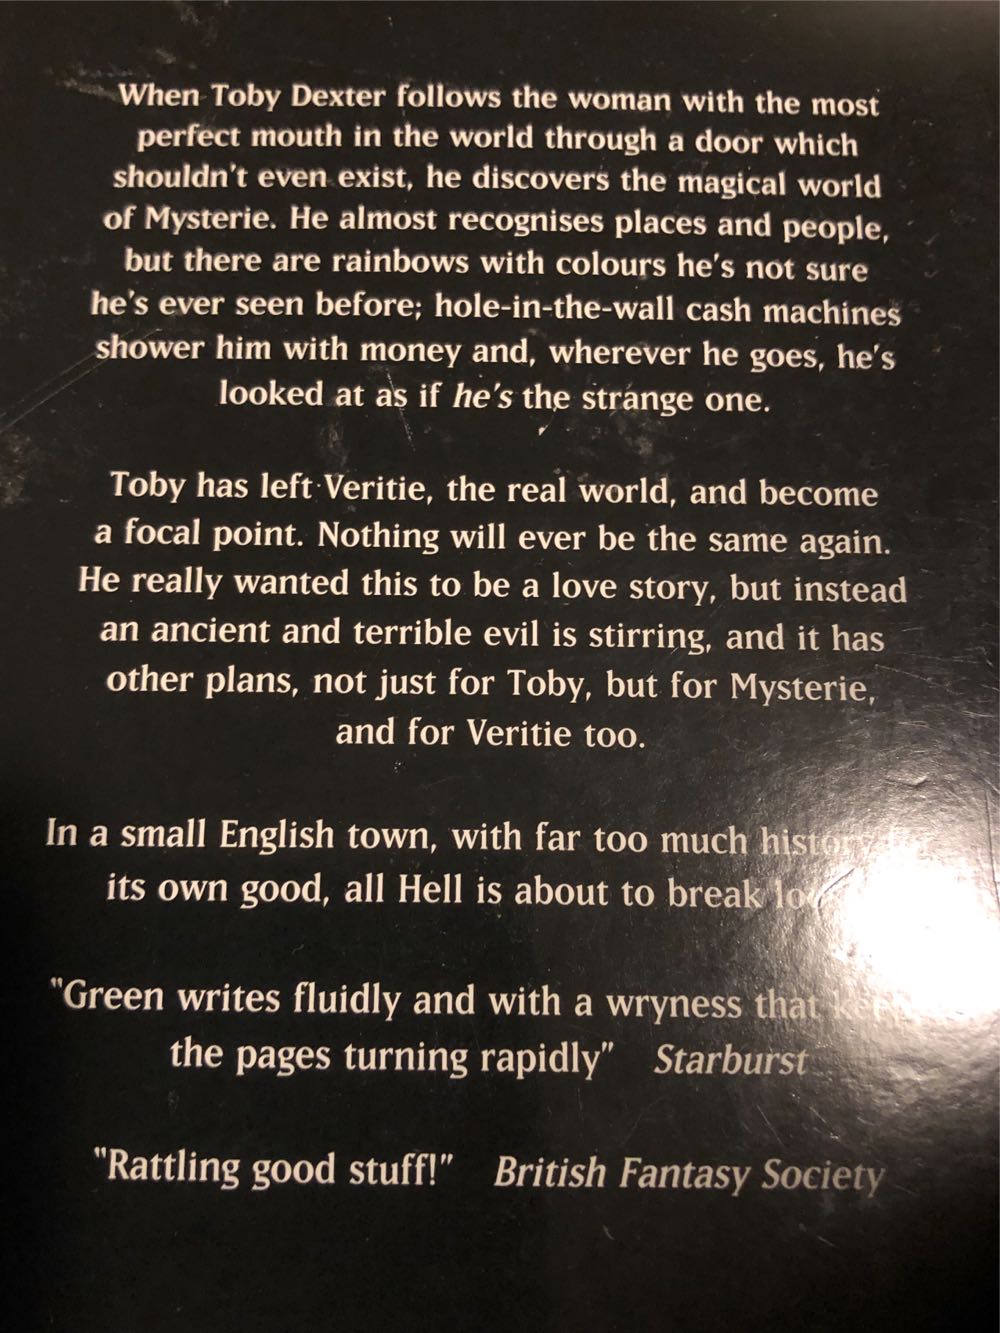 When Toby Dexter follows the woman with the most
perfect mouth in the world through a door which
shouldn't even exist, he discovers the magical world
of Mysterie. He almost recognises places and people,
but there are rainbows with colours he's not sure
he's ever seen before; hole-in-the-wall cash machines
shower him with money and, wherever he goes, he's
looked at as if he's the strange one.
Toby has left Veritie, the real world, and become
a focal point. Nothing will ever be the same again.
He really wanted this to be a love story, but instead
an ancient and terrible evil is stirring, and it has
other plans, not just for Toby, but for Mysterie,
and for Veritie too.
In a small English town, with far too much history
its own good, all Hell is about to break
"Green writes fluidly and with a wryness that
the pages turning rapidly" Starburst
"Rattling good stuff!" British Fantasy Society